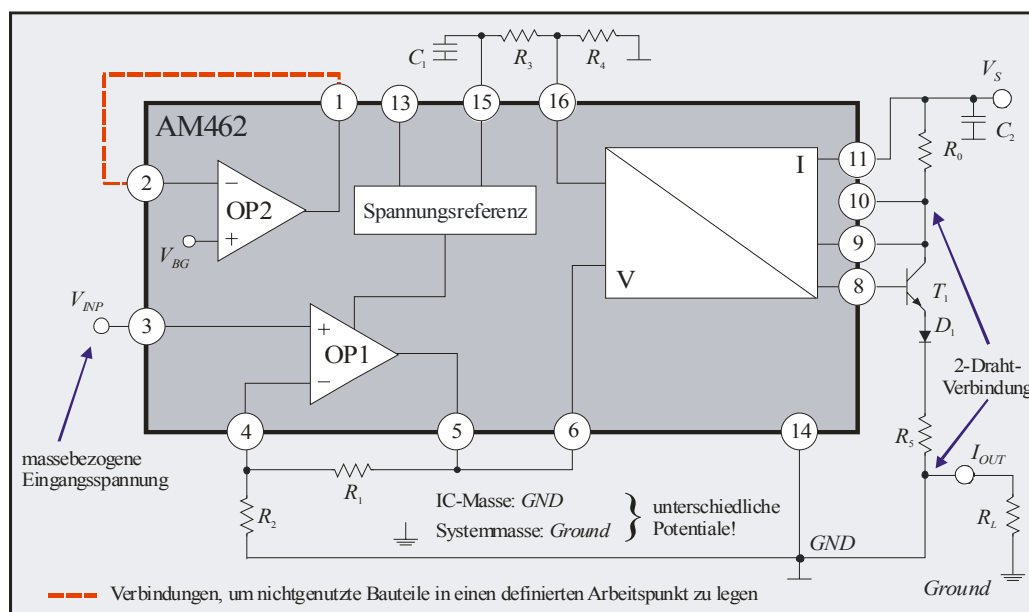 C1
R3
R4
VS
1
13
15
16
AM462
I
11
C2
R0
2
OP2
Spannungsreferenz
10
VBG
9
V
8
T1
VINP
3
D1
OP1
2-Draht-
Verbindung
4
5
6
14
R5
massebezogene
Eingangsspannung
IOUT
R1
IC-Masse: GND
unterschiedliche
R2
Systemmasse: Ground
Potentiale!
RL
GND
Ground
Verbindungen, um nichtgenutzte Bauteile in einen definierten Arbeitspunkt zu legen